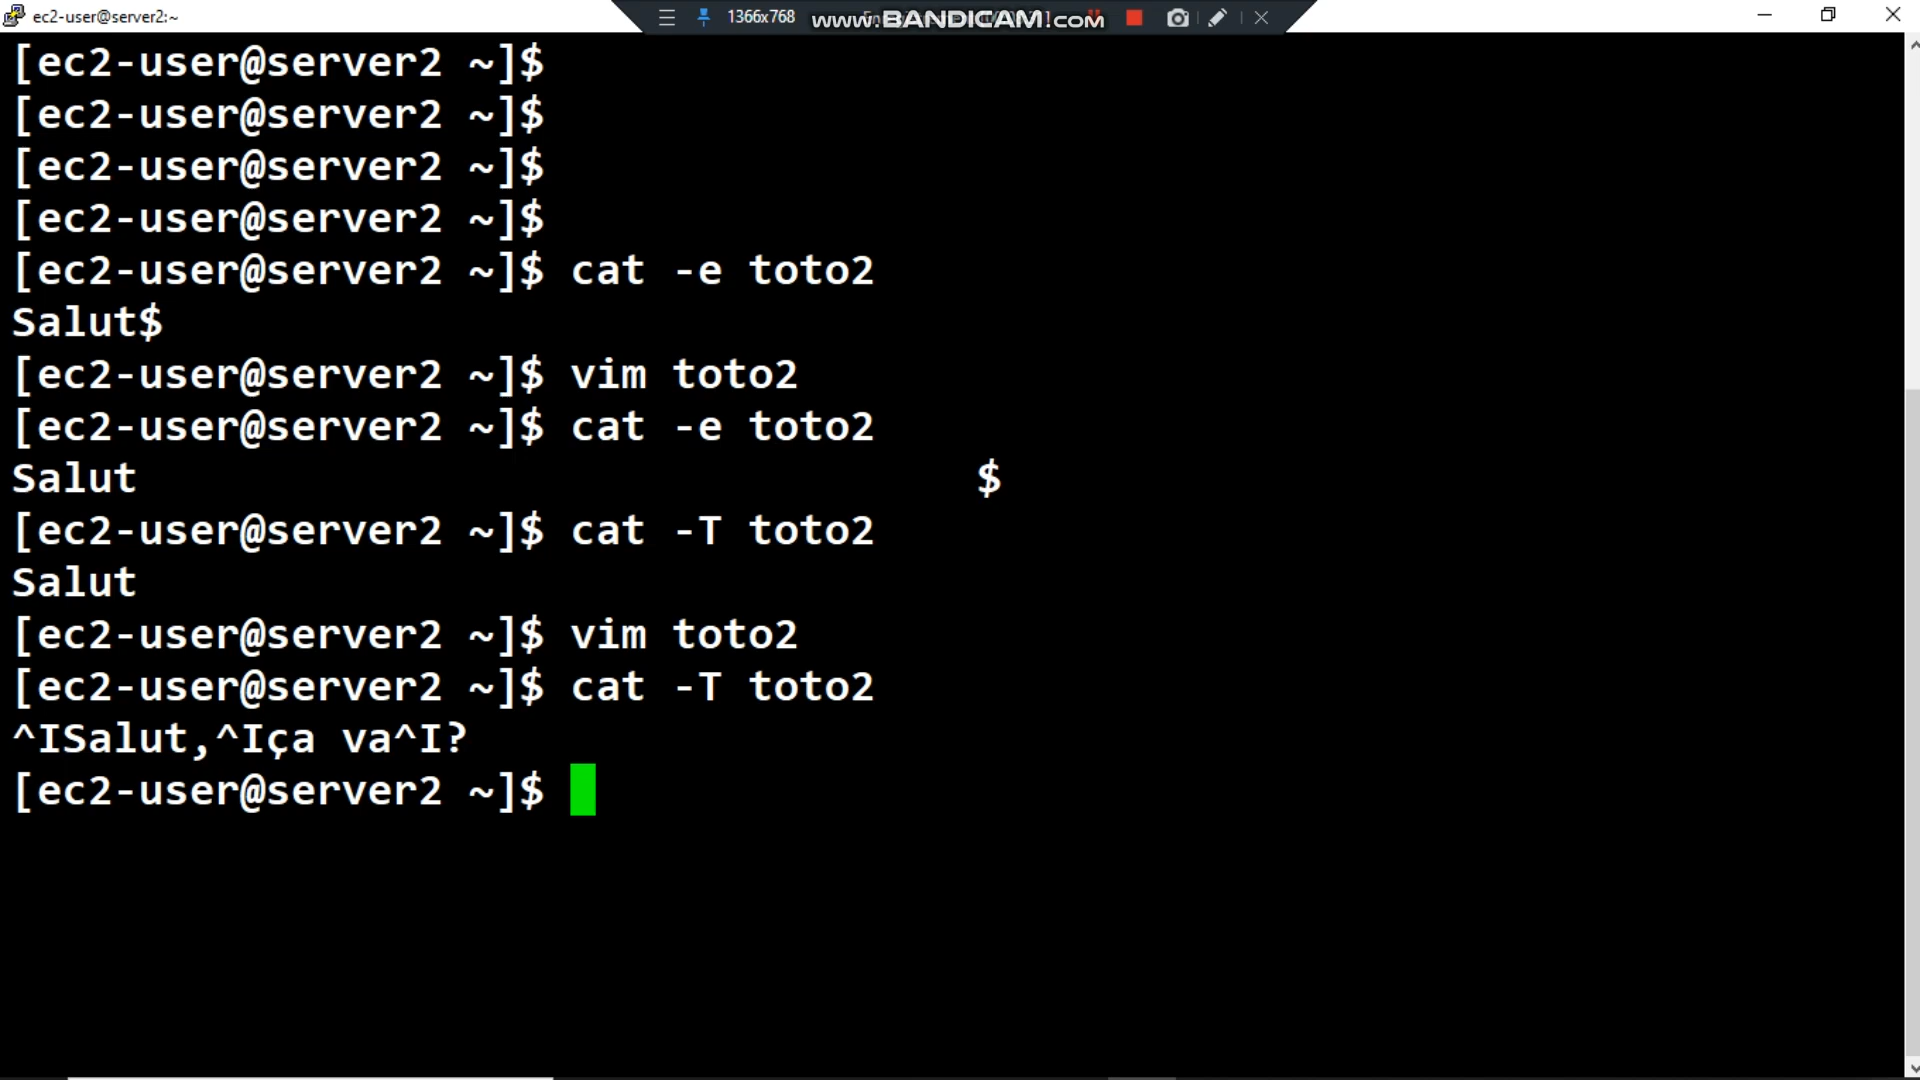 ec2-user@server2:~
1366x768
www.BANDICAM.com
[ec2-user@server2 ~]$
[ec2-user@server2 ~]$
[ec2-user@server2 ~]$
[ec2-user@server2 ~]$
[ec2-user@server2 ~]$ cat -e toto2
Salut$
[ec2-user@server2 ~]$ vim toto2
[ec2-user@server2 ~]$ cat -e toto2
Salut                                 $
[ec2-user@server2 ~]$ cat -T toto2
Salut
[ec2-user@server2 ~]$ vim toto2
[ec2-user@server2 ~]$ cat -T toto2
^ISalut,^Iça va^I?
[ec2-user@server2 ~]$